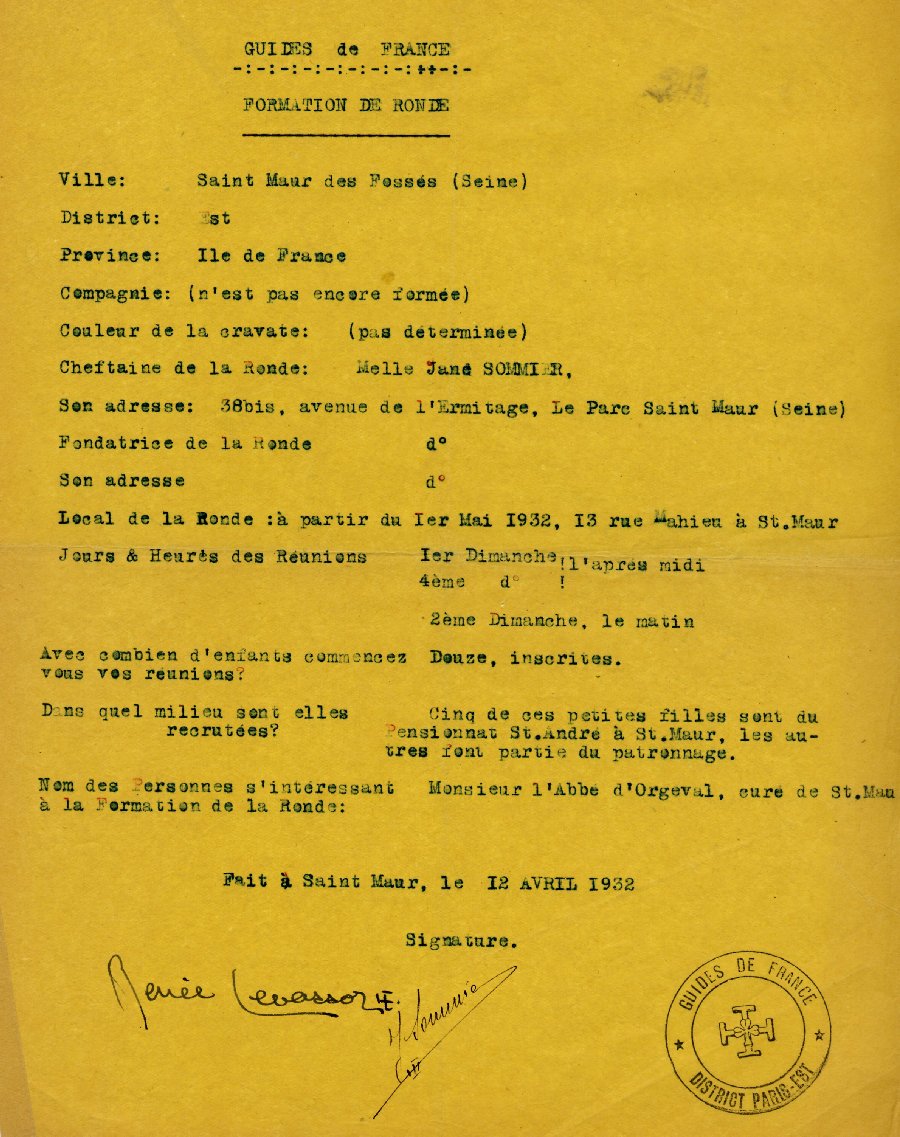 GUIDES de FRANCE
-:-:-:-:-:-:-:-:++-:-
FORMATION DE RONDE
Ville: Saint Maur des Fossés (Seine)
District: Est
Province: Ile de France
Compagnie: (n'est pas encore formée)
Couleur de la cravate: (pas déterminée)
Cheftaine de la Ronde: Melle Jane SOMMIER,
Son adresse: 38bis, avenue de l'Ermitage, Le Parc Saint Maur (Seine)
Fondatrice de la Ronde d°
Son adresse d°
Local de la Ronde :à partir du Ier Mai I932, I3 rue Mahieu à St.Maur
Jours & Heurês des Réunions Ier Dimanche ! l'après midi
4ème d° !
2ème Dimanche, le matin
Avec combien d'enfants commencez Douze, inscrites.
vous vos réunions?
Dans quel milieu sont elles Cinq de ces petites filles sont du
recrutées? Pensionnat St.André à St.Maur, les au-
tres font partie du patronnage.
Nom des Personnes s'intéressant Monsieur l'Abbé d'Orgeval, curé de St.Mau
à la Formation de la Ronde:
Fait à Saint Maur, le I2 AVRIL I932
Signature.
Renée Levassor
J Sommier
GUIDES DE FRANCE
DISTRICT PARIS-EST